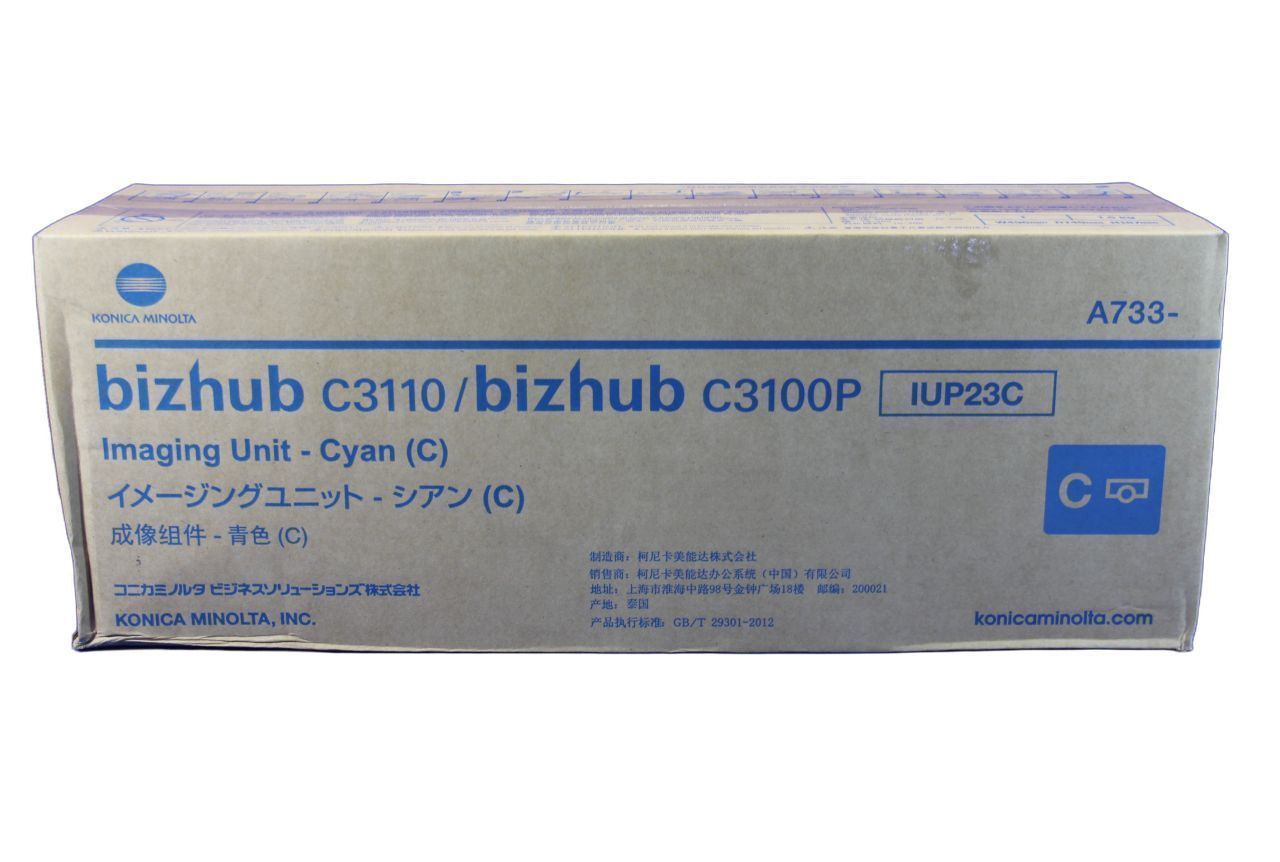 KONICA MINOLTA
A733-
bizhub C3110 / bizhub C3100P IUP23C
Imaging Unit - Cyan (C)
イメージングユニット - シアン (C)
C
成像组件 - 青色 (C)
制造商：柯尼卡美能达株式会社
销售商：柯尼卡美能达办公系统（中国）有限公司
地址：上海市淮海中路98号金钟广场18楼 邮编：200021
产地：泰国
产品执行标准：GB/T 29301-2012
コニカミノルタ ビジネスソリューションズ株式会社
KONICA MINOLTA, INC.
konicaminolta.com